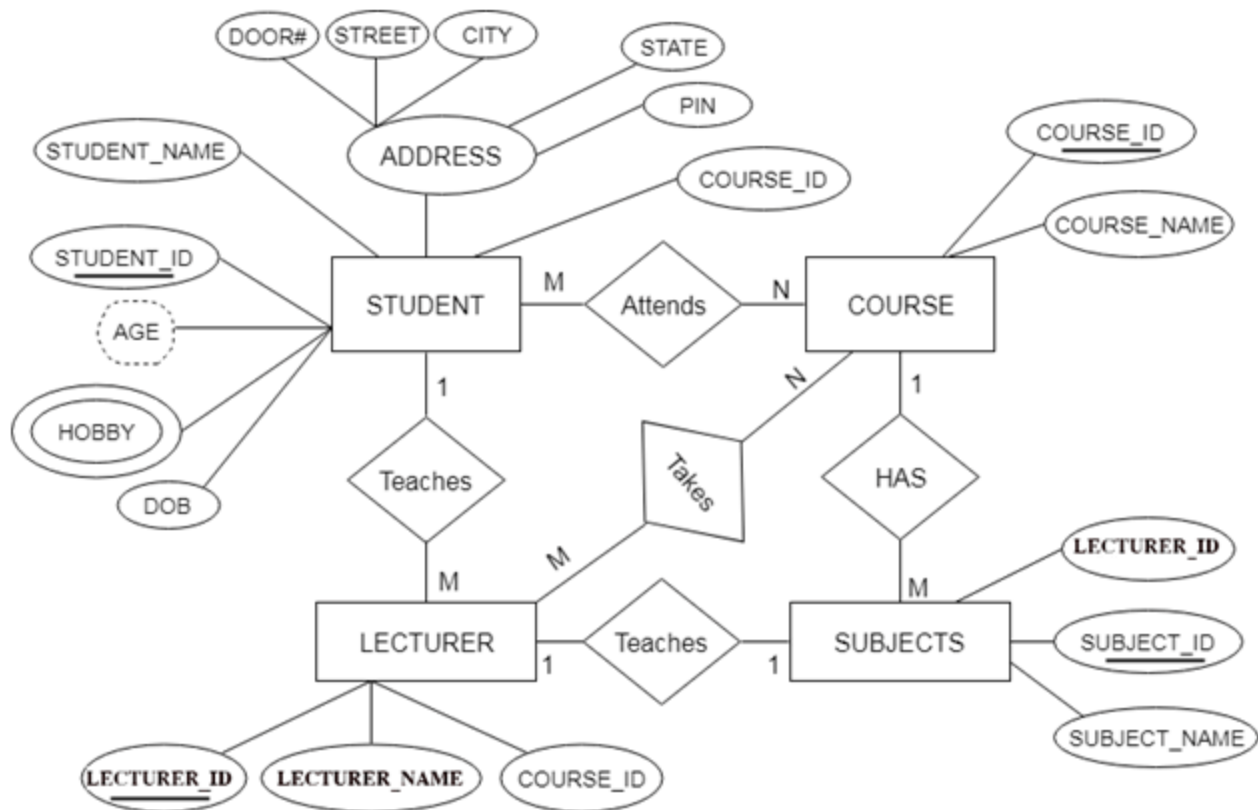 DOOR#
STREET
CITY
STATE
PIN
ADDRESS
STUDENT_NAME
COURSE_ID
COURSE_ID
COURSE_NAME
STUDENT_ID
AGE
HOBBY
DOB
STUDENT
M
Attends
N
COURSE
1
N
1
Teaches
Takes
HAS
M
M
M
LECTURER
1
Teaches
1
SUBJECTS
LECTURER_ID
SUBJECT_ID
SUBJECT_NAME
LECTURER_ID
LECTURER_NAME
COURSE_ID